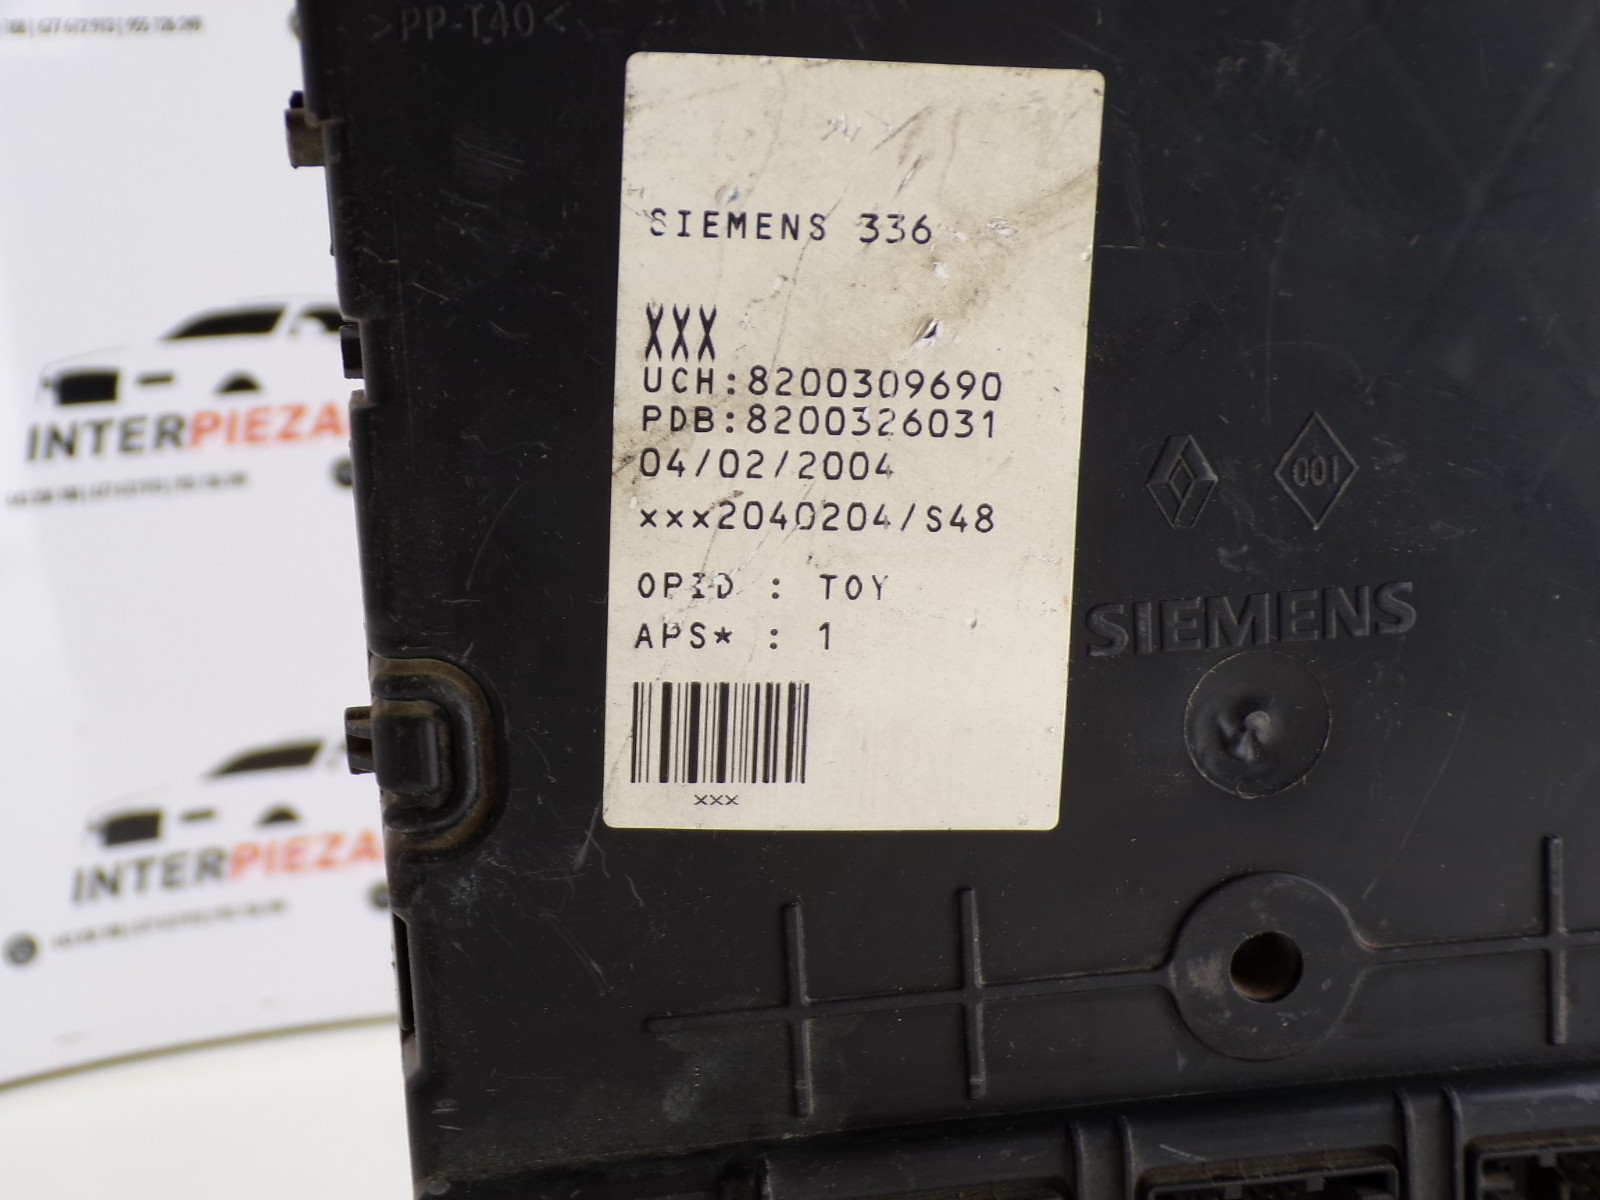 >PP-T40<
SIEMENS 336
XXX
UCH:8200309690
PDB:8200326031
04/02/2004
xxx2040204/S48
OPID : TOY
APS* : 1
xxx
001
SIEMENS
INTERPIEZA
INTERPIEZA